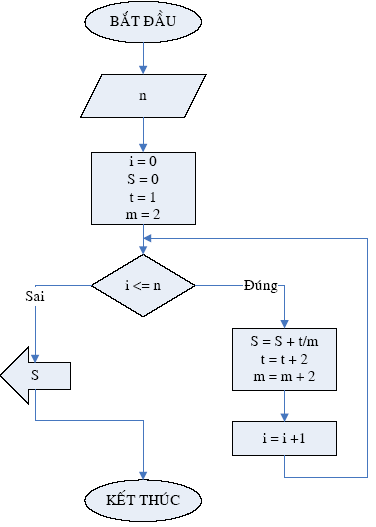 BẮT ĐẦU
n
i = 0
S = 0
t = 1
m = 2
i <= n
Sai
Đúng
S = S + t/m
t = t + 2
m = m + 2
S
i = i +1
KẾT THÚC